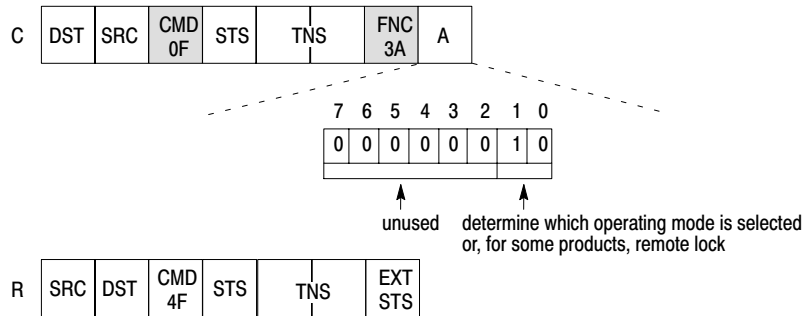 C DST SRC CMD 0F STS TNS FNC 3A A
7 6 5 4 3 2 1 0
0 0 0 0 0 0 1 0
unused determine which operating mode is selected
or, for some products, remote lock
R SRC DST CMD 4F STS TNS EXT STS